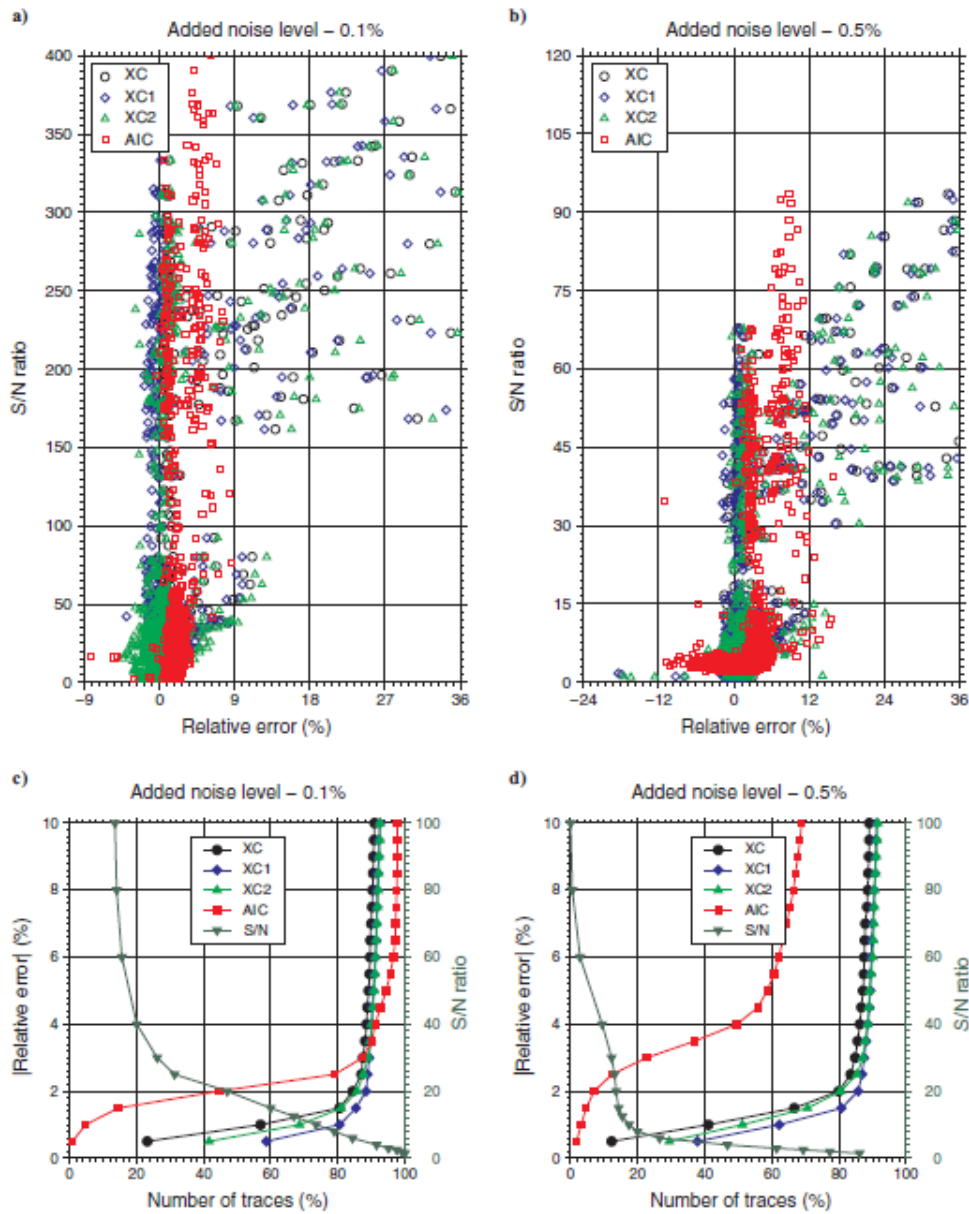 a)
Added noise level – 0.1%
400
350
300
250
200
150
100
50
0
S/N ratio
XC
XC1
XC2
AIC
–9 0 9 18 27 36
Relative error (%)
b)
Added noise level – 0.5%
120
105
90
75
60
45
30
15
0
S/N ratio
XC
XC1
XC2
AIC
–24 –12 0 12 24 36
Relative error (%)
c)
Added noise level – 0.1%
10
8
6
4
2
0
|Relative error| (%)
XC
XC1
XC2
AIC
S/N
100
80
60
40
20
0
S/N ratio
0 20 40 60 80 100
Number of traces (%)
d)
Added noise level – 0.5%
10
8
6
4
2
0
|Relative error| (%)
XC
XC1
XC2
AIC
S/N
100
80
60
40
20
0
S/N ratio
0 20 40 60 80 100
Number of traces (%)